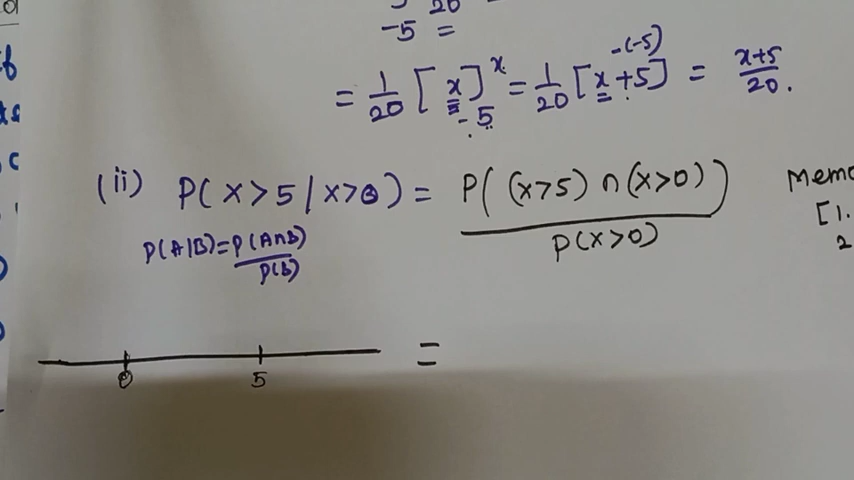 20
-5 =
= 1/20 [x]^x_-5 = 1/20 [x+5] -(-5) = x+5/20.
(ii) P(x>5 | x>0) = P((x>5) ∩ (x>0)) / P(x>0)
P(A|B) = P(A∩B) / P(B)
Memo
[1.
2
=
0 5